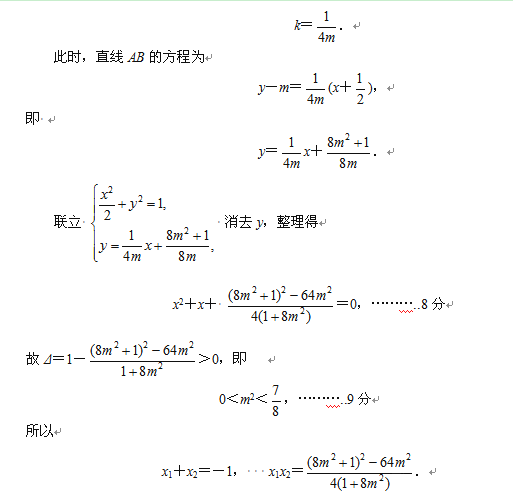 k＝1/4m．
此时，直线 AB 的方程为
y－m＝1/4m(x＋1/2)，
即
y＝1/4m x＋(8m²＋1)/8m．
联立 { x²/2＋y²＝1, y＝1/4m x＋(8m²＋1)/8m, 消去 y，整理得
x²＋x＋((8m²＋1)²－64m²)/(4(1＋8m²))＝0，………..8 分
故 Δ＝1－((8m²＋1)²－64m²)/(1＋8m²)＞0，即
0＜m²＜7/8，………..9 分
所以
x₁＋x₂＝－1， x₁x₂＝((8m²＋1)²－64m²)/(4(1＋8m²))．